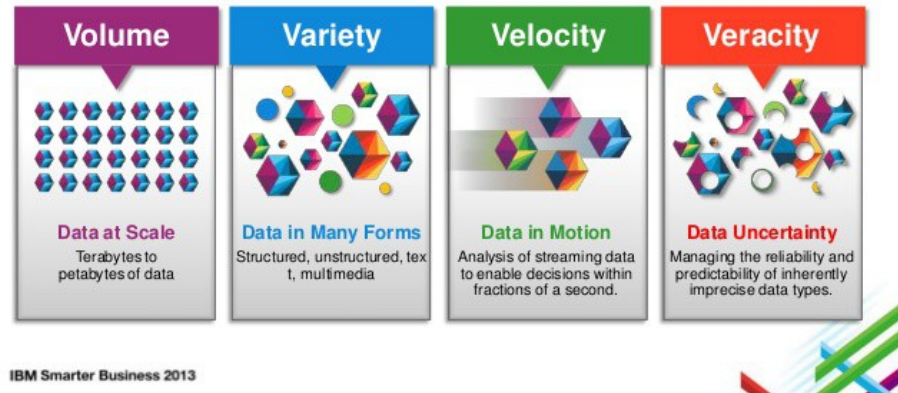 Volume
Data at Scale
Terabytes to
petabytes of data
Variety
Data in Many Forms
Structured, unstructured, tex
t, multimedia
Velocity
Data in Motion
Analysis of streaming data
to enable decisions within
fractions of a second.
Veracity
Data Uncertainty
Managing the reliability and
predictability of inherently
imprecise data types.
IBM Smarter Business 2013